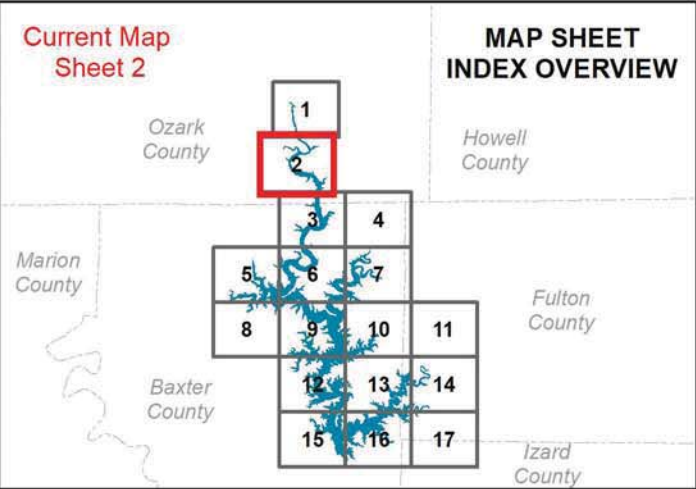 Current Map
Sheet 2
MAP SHEET
INDEX OVERVIEW
Ozark
County
Howell
County
1
2
3
4
Marion
County
5
6
7
Fulton
County
8
9
10
11
Baxter
County
12
13
14
15
16
17
Izard
County